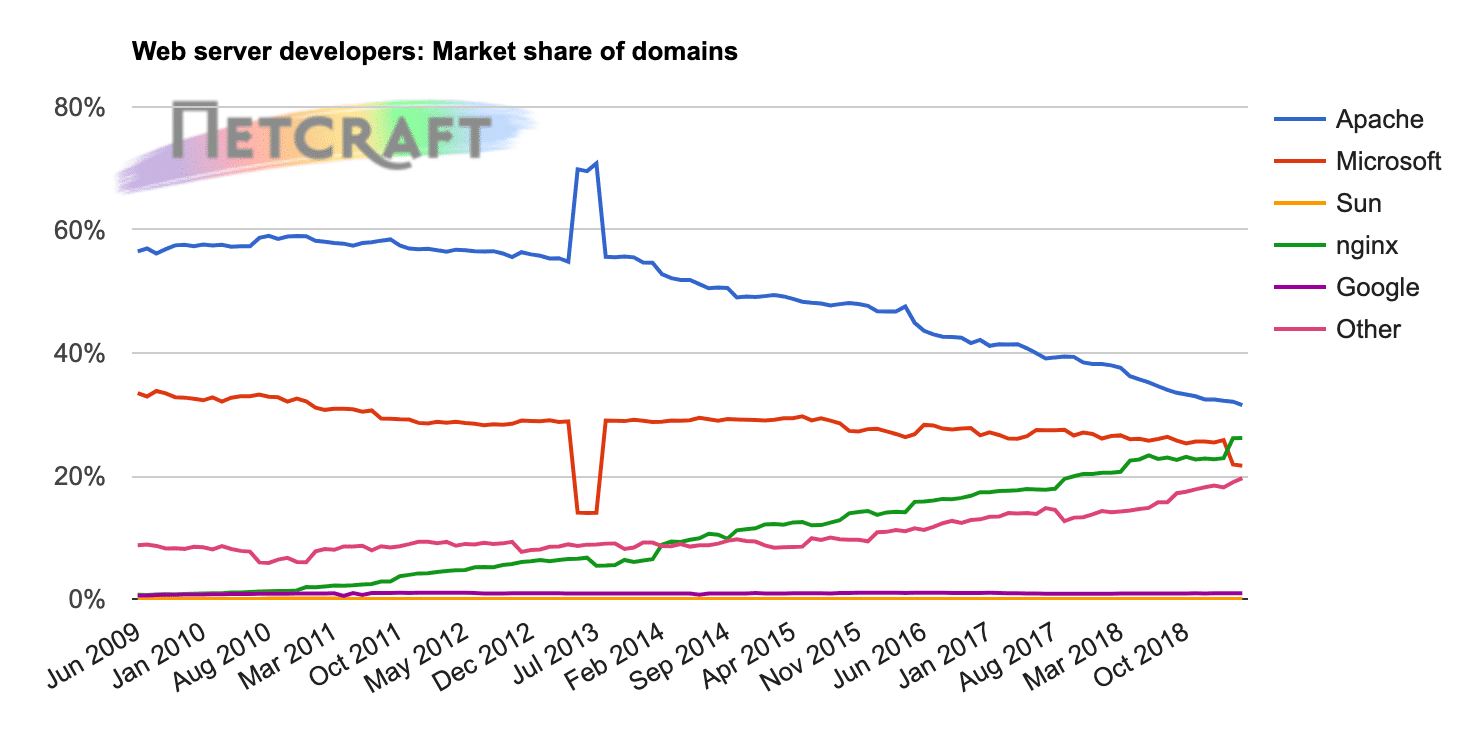 Web server developers: Market share of domains
NETCRAFT
80%
60%
40%
20%
0%
Jun 2009
Jan 2010
Aug 2010
Mar 2011
Oct 2011
May 2012
Dec 2012
Jul 2013
Feb 2014
Sep 2014
Apr 2015
Nov 2015
Jun 2016
Jan 2017
Aug 2017
Mar 2018
Oct 2018
Apache
Microsoft
Sun
nginx
Google
Other